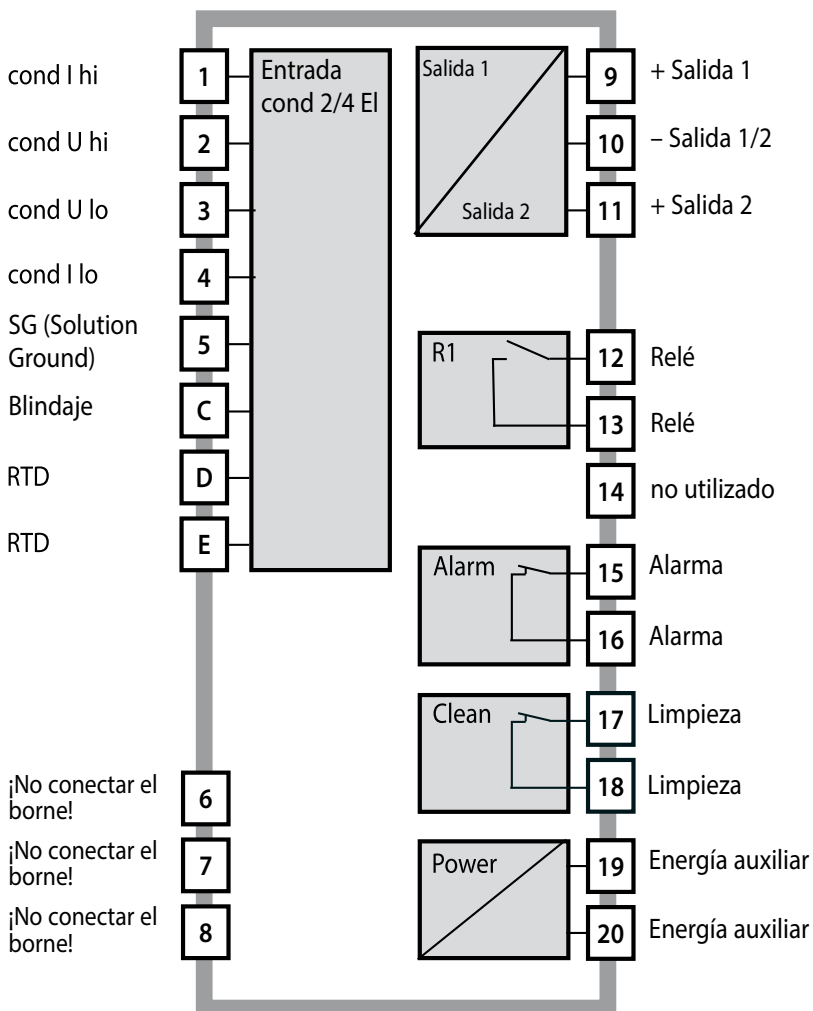 cond I hi
1
Entrada
cond 2/4 El
cond U hi
2
cond U lo
3
cond I lo
4
SG (Solution
Ground)
5
Blindaje
C
RTD
D
RTD
E
¡No conectar el
borne!
6
¡No conectar el
borne!
7
¡No conectar el
borne!
8
Salida 1
9
+ Salida 1
10
– Salida 1/2
Salida 2
11
+ Salida 2
R1
12
Relé
13
Relé
14
no utilizado
Alarm
15
Alarma
16
Alarma
Clean
17
Limpieza
18
Limpieza
Power
19
Energía auxiliar
20
Energía auxiliar